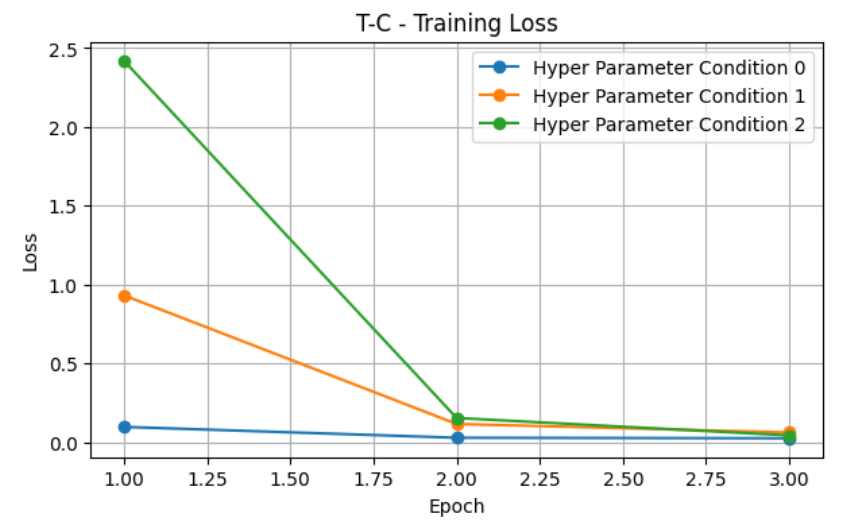 T-C - Training Loss
Hyper Parameter Condition 0
Hyper Parameter Condition 1
Hyper Parameter Condition 2
Loss
2.5
2.0
1.5
1.0
0.5
0.0
1.00 1.25 1.50 1.75 2.00 2.25 2.50 2.75 3.00
Epoch